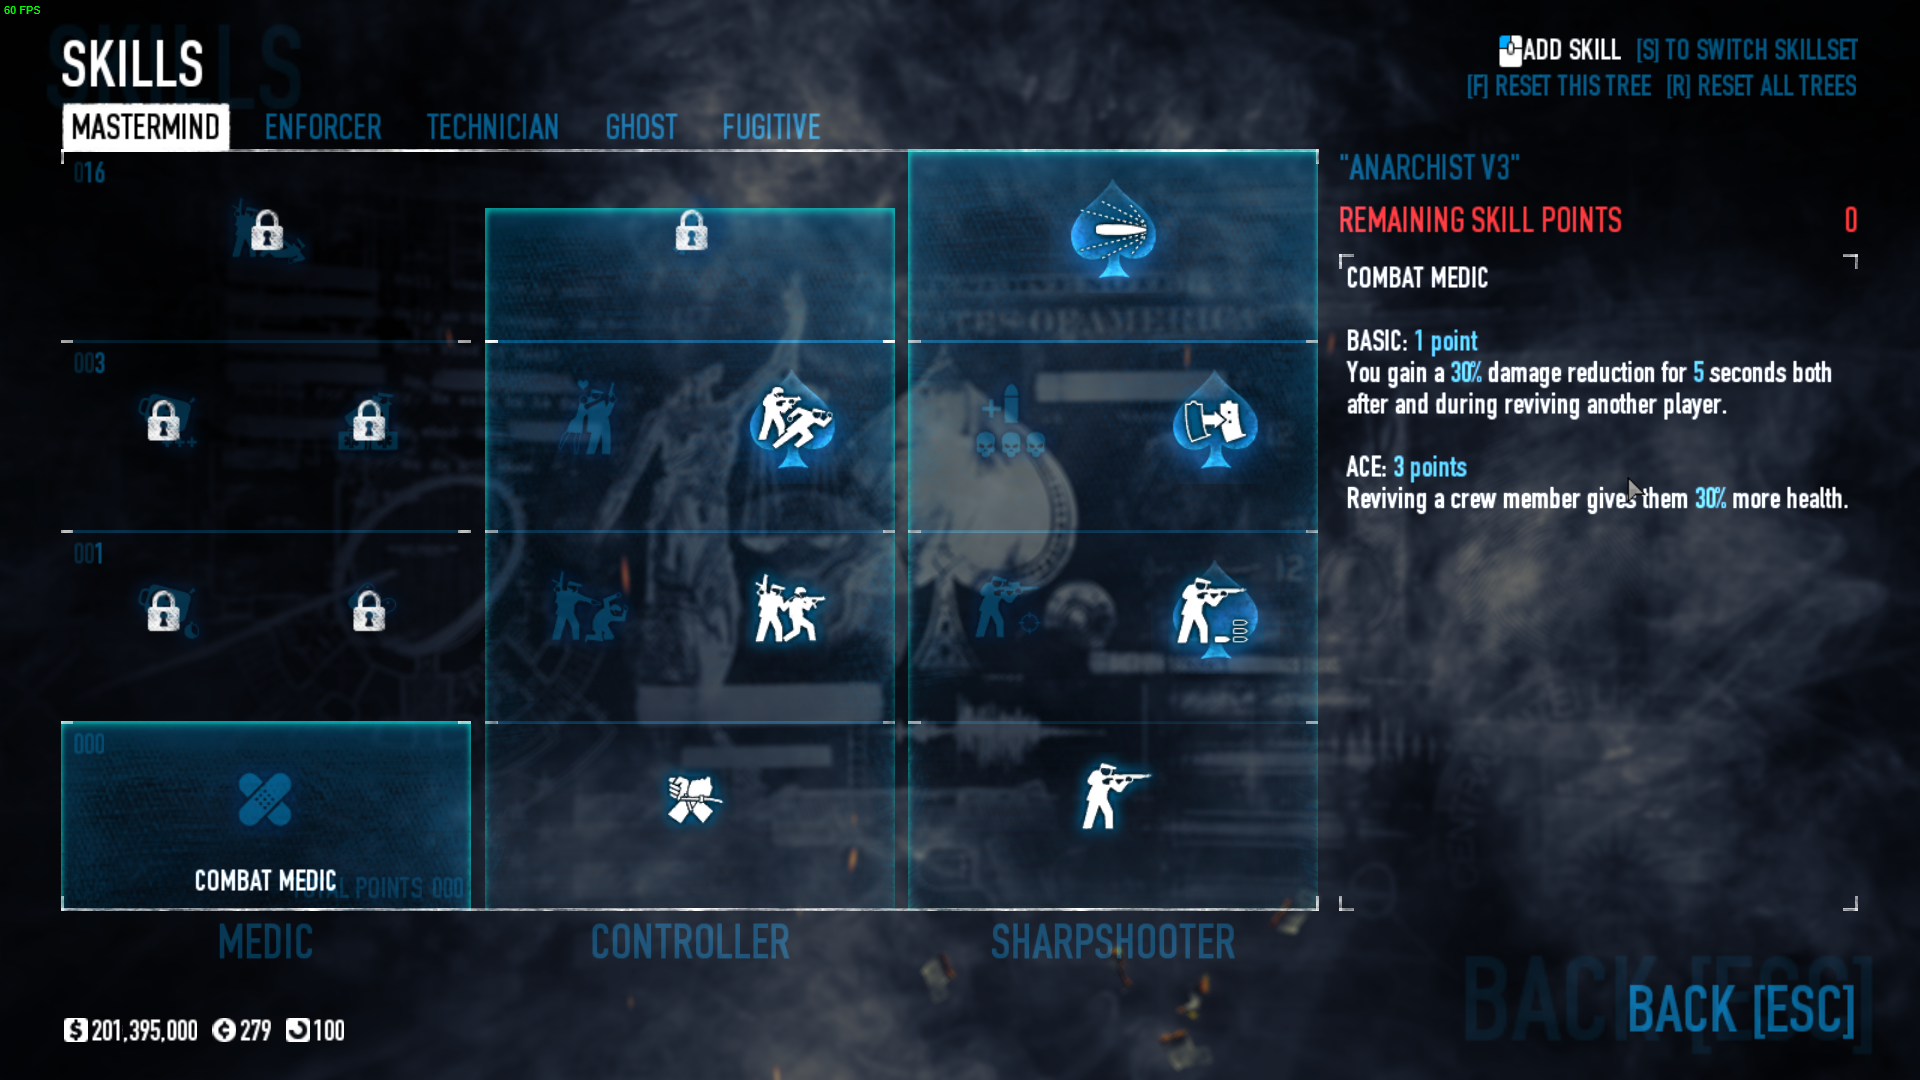 60 FPS
SKILLS
ADD SKILL [S] TO SWITCH SKILLSET
[F] RESET THIS TREE [R] RESET ALL TREES
MASTERMIND ENFORCER TECHNICIAN GHOST FUGITIVE
016
003
001
000
COMBAT MEDIC
POINTS 000
MEDIC CONTROLLER SHARPSHOOTER
"ANARCHIST V3"
REMAINING SKILL POINTS 0
COMBAT MEDIC
BASIC: 1 point
You gain a 30% damage reduction for 5 seconds both
after and during reviving another player.
ACE: 3 points
Reviving a crew member gives them 30% more health.
$ 201,395,000 279 100
BACK [ESC]